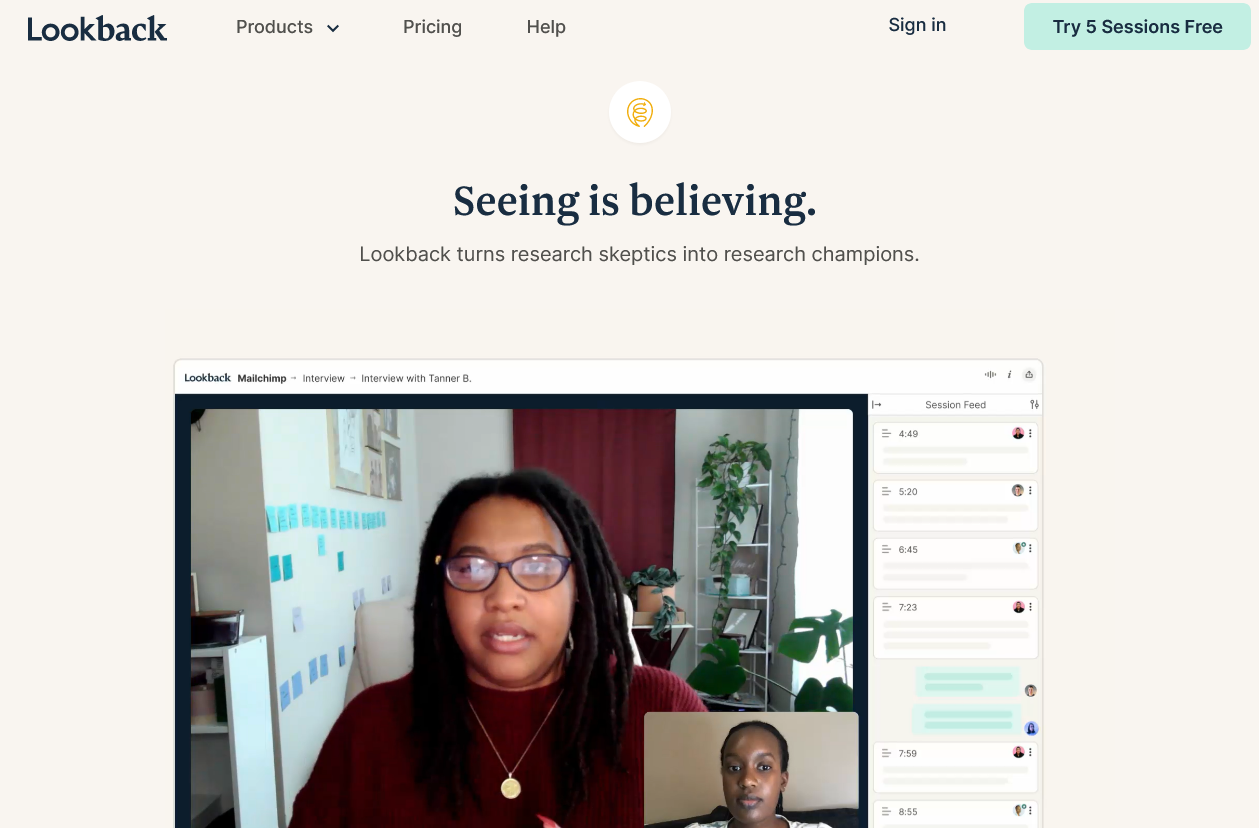 Lookback
Products
Pricing
Help
Sign in
Try 5 Sessions Free
Seeing is believing.
Lookback turns research skeptics into research champions.
Lookback Mailchimp → Interview → Interview with Tanner B.
Session Feed
4:49
5:20
6:45
7:23
7:59
8:55